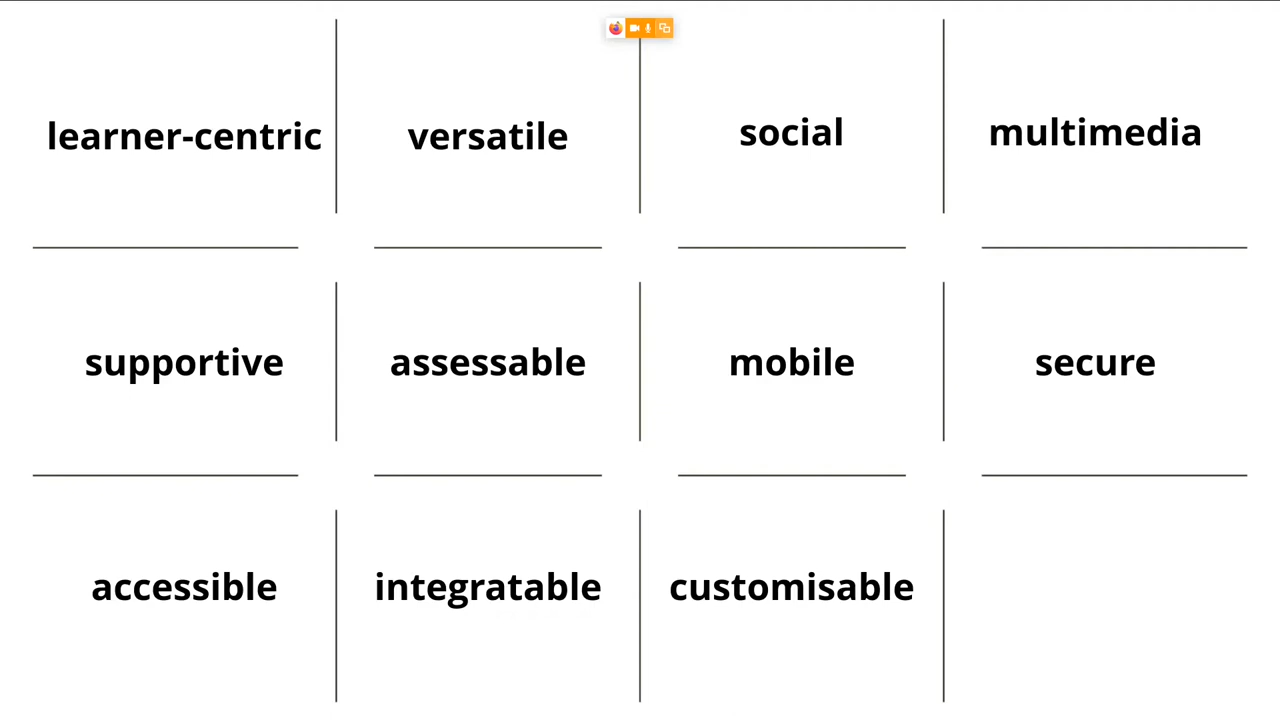 learner-centric
versatile
social
multimedia
supportive
assessable
mobile
secure
accessible
integratable
customisable